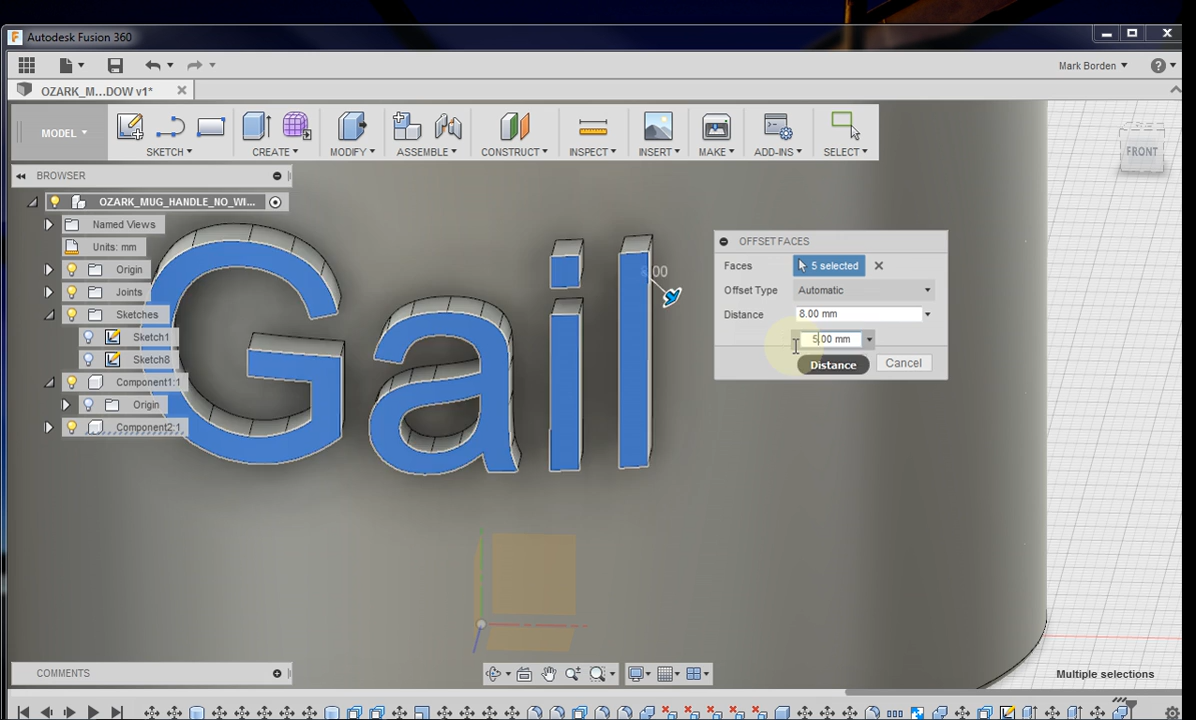 Autodesk Fusion 360
Mark Borden
OZARK_M...DOW v1*
MODEL
SKETCH
CREATE
MODIFY
ASSEMBLE
CONSTRUCT
INSPECT
INSERT
MAKE
ADD-INS
SELECT
FRONT
BROWSER
OZARK_MUG_HANDLE_NO_WI...
Named Views
Units: mm
Origin
Joints
Sketches
Sketch1
Sketch8
Component1:1
Origin
Component2:1
Gail
8.00
OFFSET FACES
Faces
5 selected
Offset Type
Automatic
Distance
8.00 mm
5.00 mm
Distance
Cancel
COMMENTS
Multiple selections